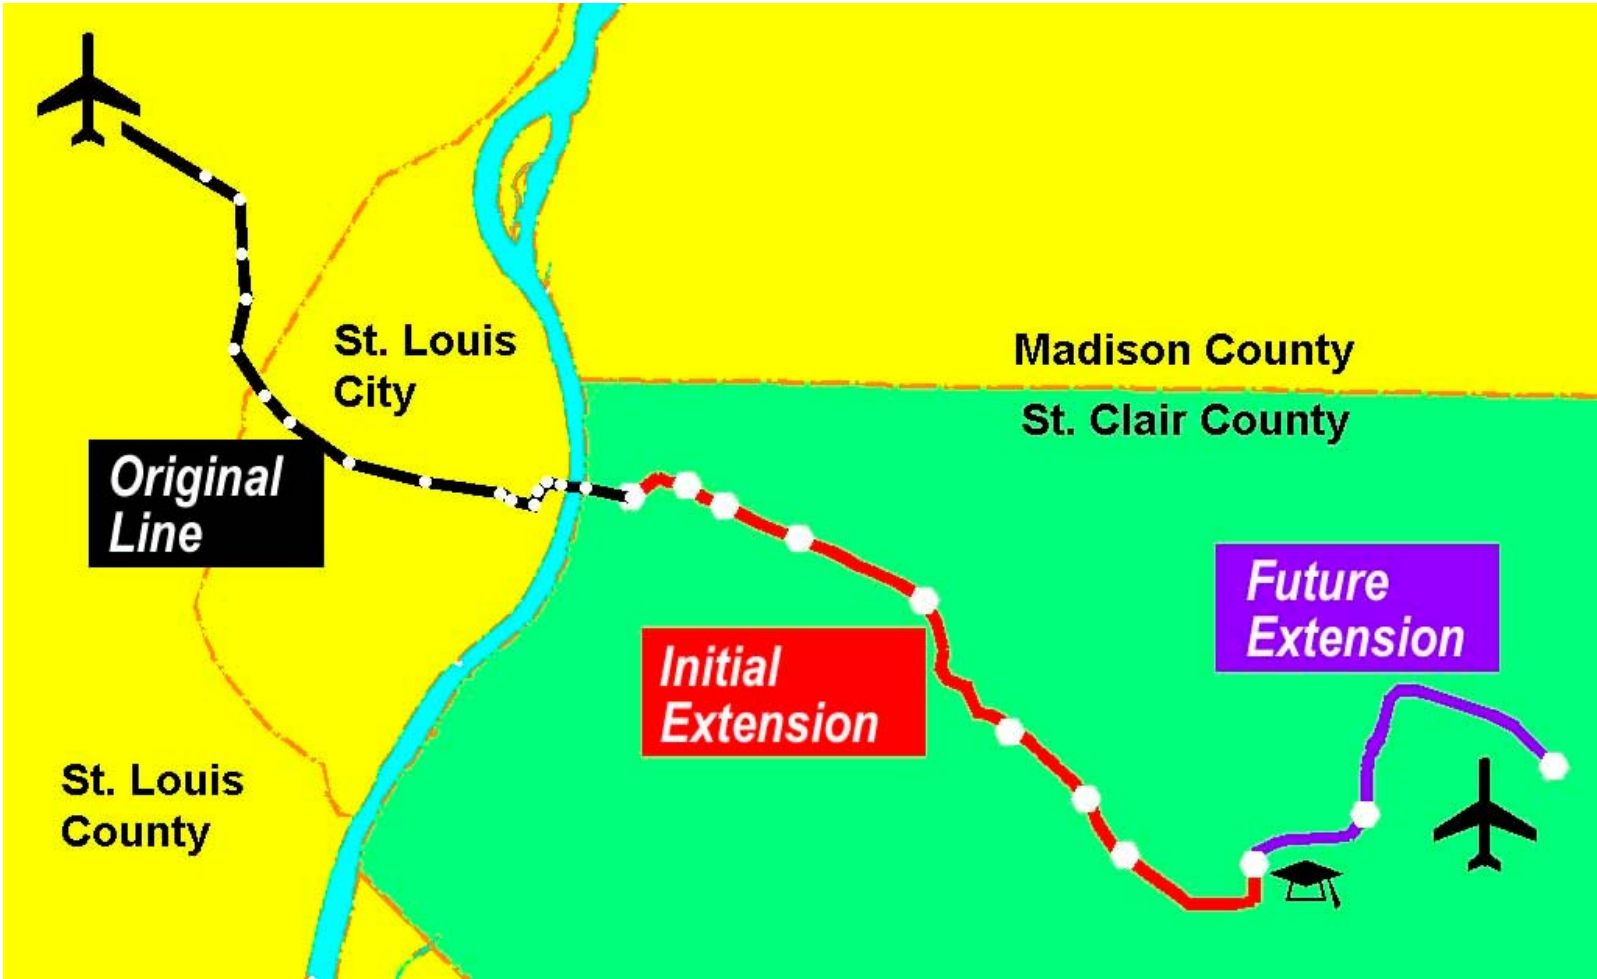 St. Louis
City
Madison County
St. Clair County
Original
Line
Future
Extension
Initial
Extension
St. Louis
County